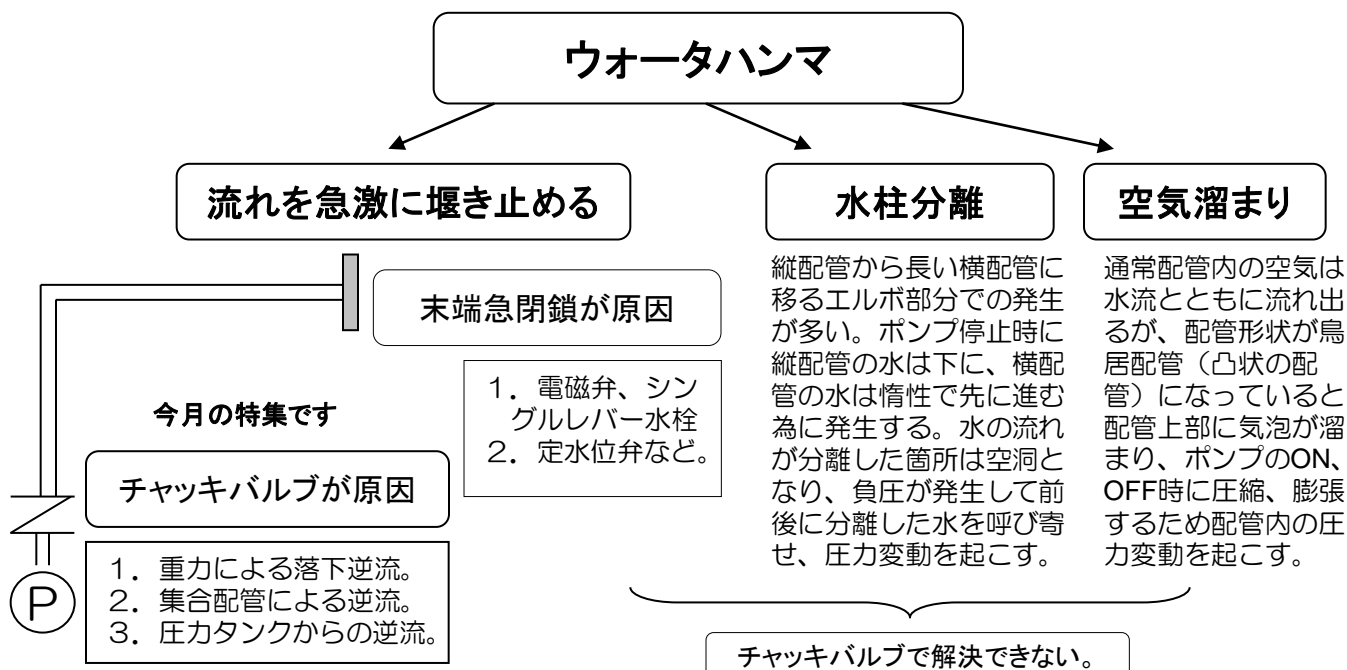 ウォータハンマ
流れを急激に堰き止める
水柱分離
空気溜まり
末端急閉鎖が原因
1．電磁弁、シン
グルレバー水栓
2．定水位弁など。
今月の特集です
チャッキバルブが原因
1．重力による落下逆流。
2．集合配管による逆流。
3．圧力タンクからの逆流。
P
縦配管から長い横配管に
移るエルボ部分での発生
が多い。ポンプ停止時に
縦配管の水は下に、横配
管の水は惰性で先に進む
為に発生する。水の流れ
が分離した箇所は空洞と
なり、負圧が発生して前
後に分離した水を呼び寄
せ、圧力変動を起こす。
通常配管内の空気は
水流とともに流れ出
るが、配管形状が鳥
居配管（凸状の配
管）になっていると
配管上部に気泡が溜
まり、ポンプのON、
OFF時に圧縮、膨張
するため配管内の圧
力変動を起こす。
チャッキバルブで解決できない。